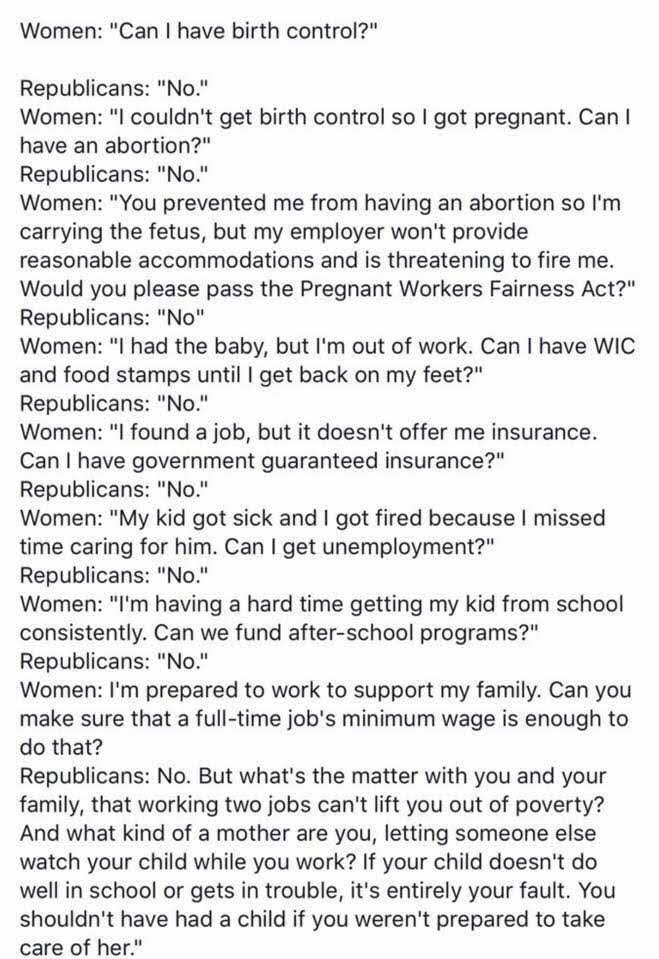 Women: "Can I have birth control?"
Republicans: "No."
Women: "I couldn't get birth control so I got pregnant. Can I
have an abortion?"
Republicans: "No."
Women: "You prevented me from having an abortion so I'm
carrying the fetus, but my employer won't provide
reasonable accommodations and is threatening to fire me.
Would you please pass the Pregnant Workers Fairness Act?"
Republicans: "No"
Women: "I had the baby, but I'm out of work. Can I have WIC
and food stamps until I get back on my feet?"
Republicans: "No."
Women: "I found a job, but it doesn't offer me insurance.
Can I have government guaranteed insurance?"
Republicans: "No."
Women: "My kid got sick and I got fired because I missed
time caring for him. Can I get unemployment?"
Republicans: "No."
Women: "I'm having a hard time getting my kid from school
consistently. Can we fund after-school programs?"
Republicans: "No."
Women: I'm prepared to work to support my family. Can you
make sure that a full-time job's minimum wage is enough to
do that?
Republicans: No. But what's the matter with you and your
family, that working two jobs can't lift you out of poverty?
And what kind of a mother are you, letting someone else
watch your child while you work? If your child doesn't do
well in school or gets in trouble, it's entirely your fault. You
shouldn't have had a child if you weren't prepared to take
care of her."